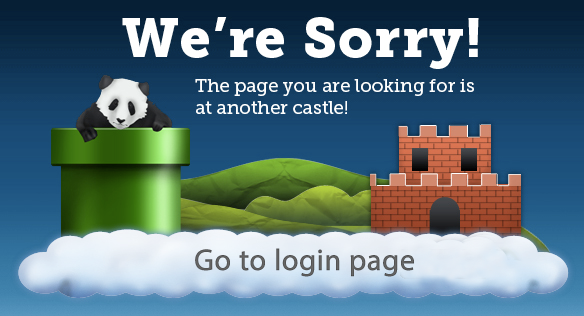 We're Sorry!
The page you are looking for is
at another castle!
Go to login page